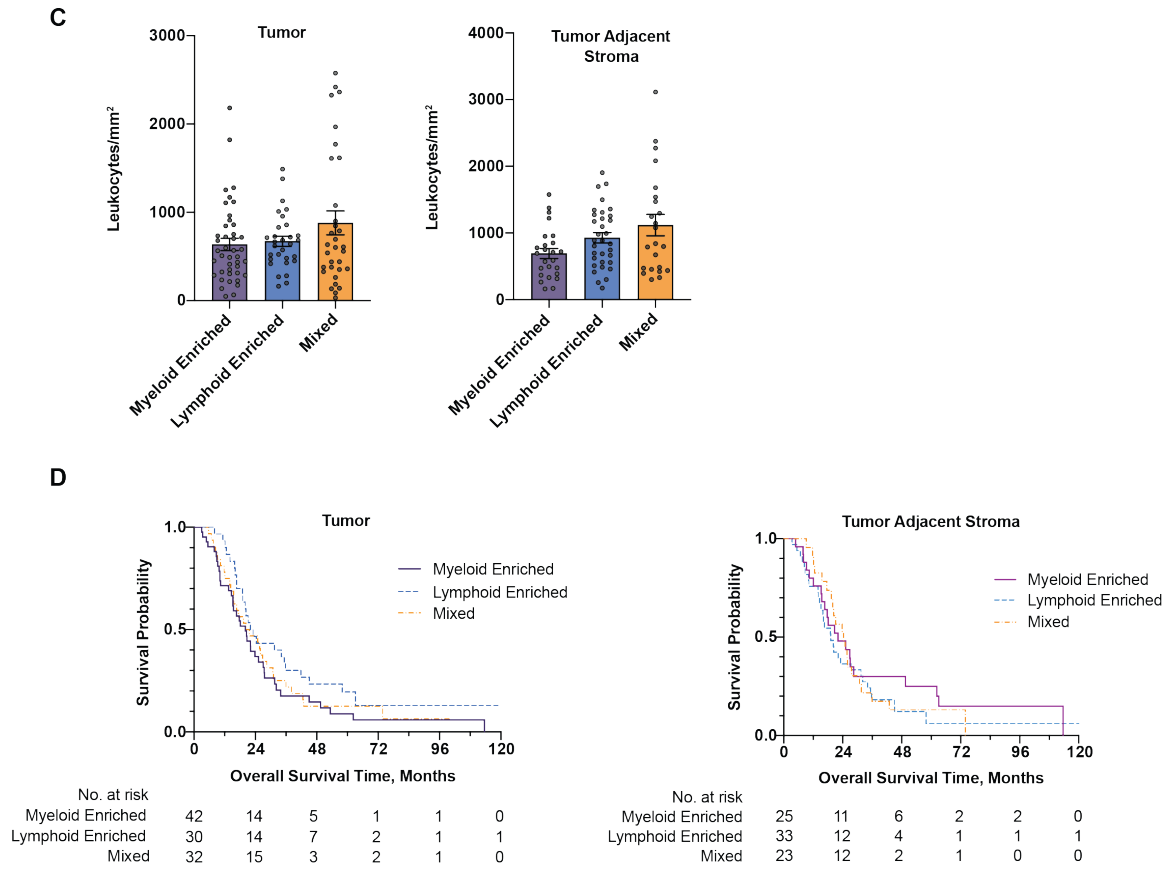 C
Tumor
Leukocytes/mm2
3000
2000
1000
0
Myeloid Enriched
Lymphoid Enriched
Mixed
Tumor Adjacent
Stroma
Leukocytes/mm2
4000
3000
2000
1000
0
Myeloid Enriched
Lymphoid Enriched
Mixed
D
Tumor
Survival Probability
1.0
0.5
0.0
0 24 48 72 96 120
Overall Survival Time, Months
Myeloid Enriched
Lymphoid Enriched
Mixed
No. at risk
Myeloid Enriched 42 14 5 1 1 0
Lymphoid Enriched 30 14 7 2 1 1
Mixed 32 15 3 2 1 0
Tumor Adjacent Stroma
Survival Probability
1.0
0.5
0.0
0 24 48 72 96 120
Overall Survival Time, Months
Myeloid Enriched
Lymphoid Enriched
Mixed
No. at risk
Myeloid Enriched 25 11 6 2 2 0
Lymphoid Enriched 33 12 4 1 1 1
Mixed 23 12 2 1 0 0